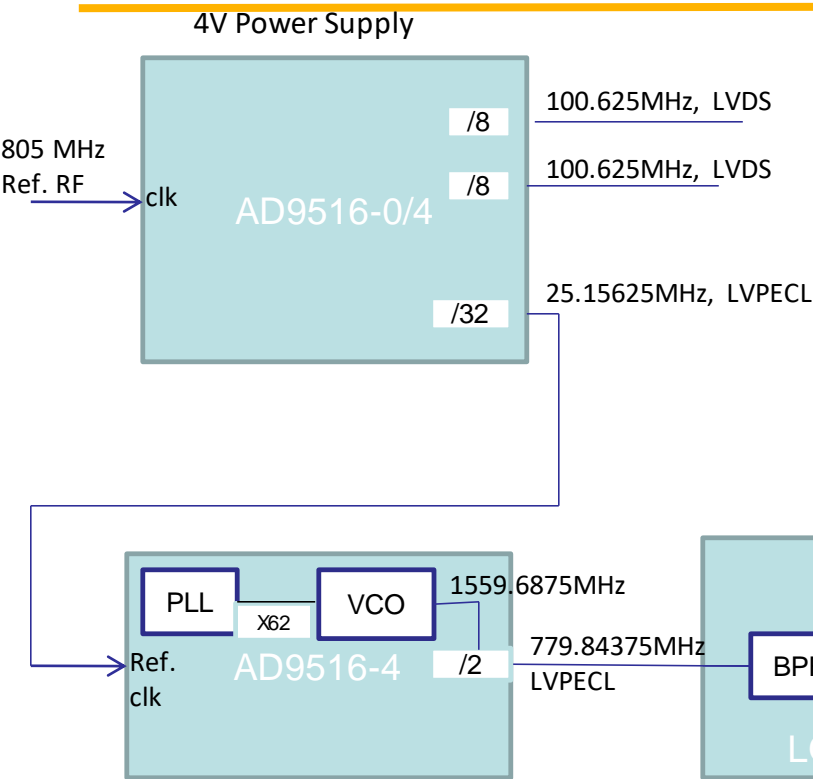 4V Power Supply
/8
100.625MHz, LVDS
805 MHz
Ref. RF
clk
/8
100.625MHz, LVDS
AD9516-0/4
/32
25.15625MHz, LVPECL
PLL
X62
VCO
1559.6875MHz
Ref.
clk
AD9516-4
/2
779.84375MHz
LVPECL